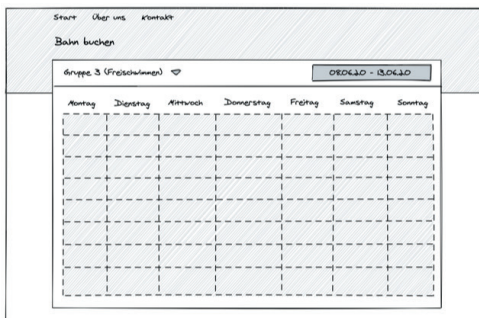 Start Über uns Kontakt
Bahn buchen
Gruppe 3 (Freischwimmen)
08.06.20 - 13.06.20
Montag Dienstag Mittwoch Donnerstag Freitag Samstag Sonntag